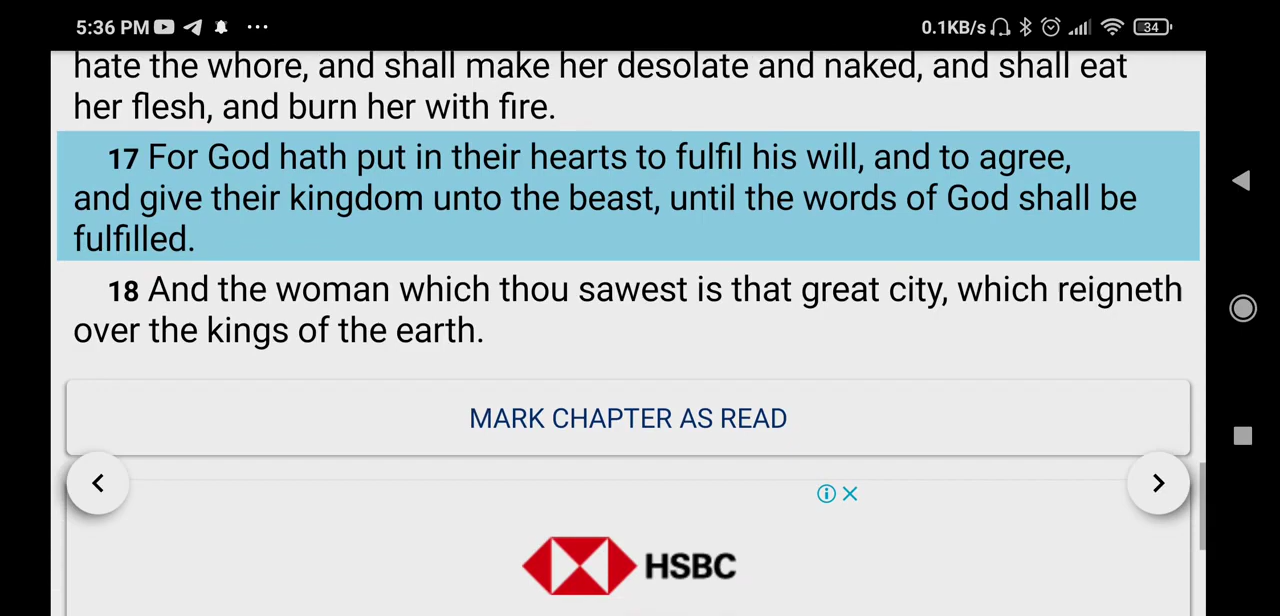 5:36 PM ... 0.1KB/s 34
hate the whore, and shall make her desolate and naked, and shall eat
her flesh, and burn her with fire.
17 For God hath put in their hearts to fulfil his will, and to agree,
and give their kingdom unto the beast, until the words of God shall be
fulfilled.
18 And the woman which thou sawest is that great city, which reigneth
over the kings of the earth.
MARK CHAPTER AS READ
HSBC